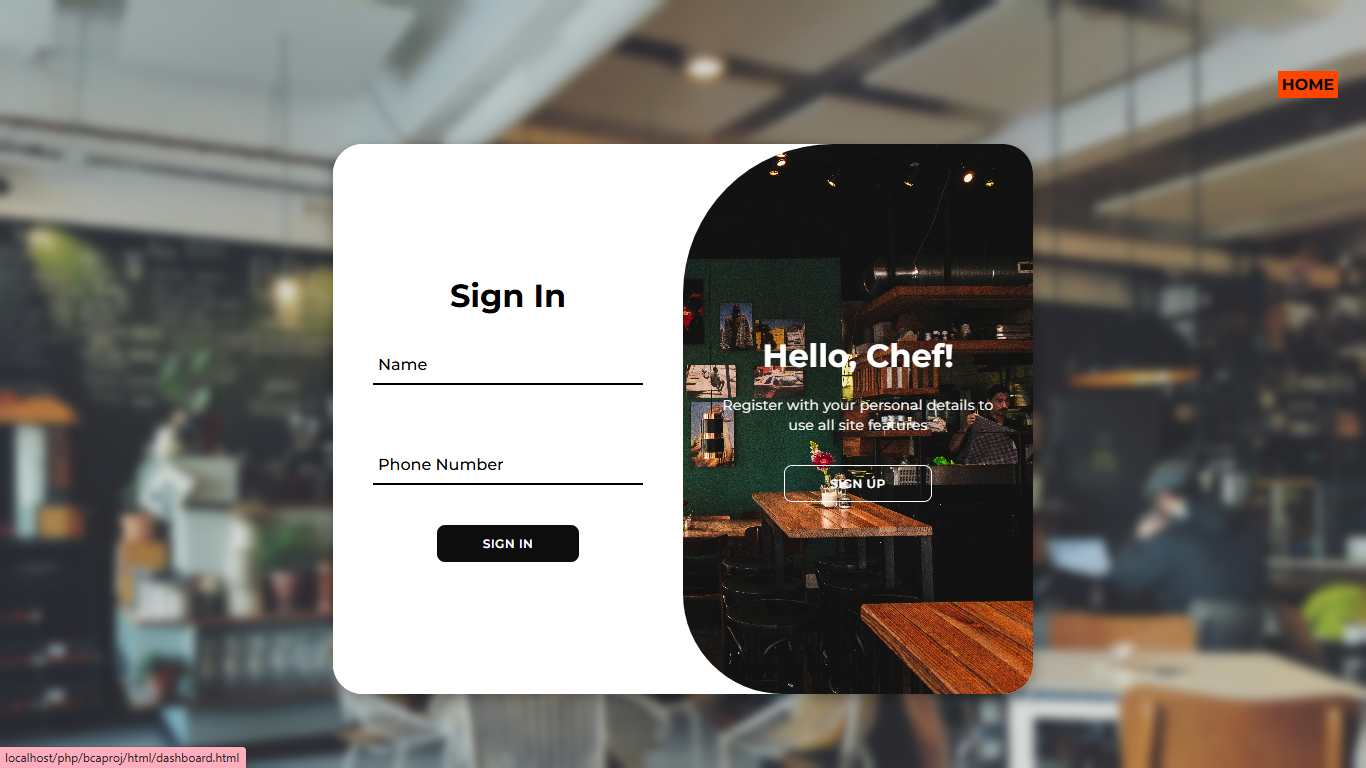 HOME
Sign In
Name
Phone Number
SIGN IN
Hello, Chef!
Register with your personal details to
use all site features
SIGN UP
localhost/php/bcaproj/html/dashboard.html